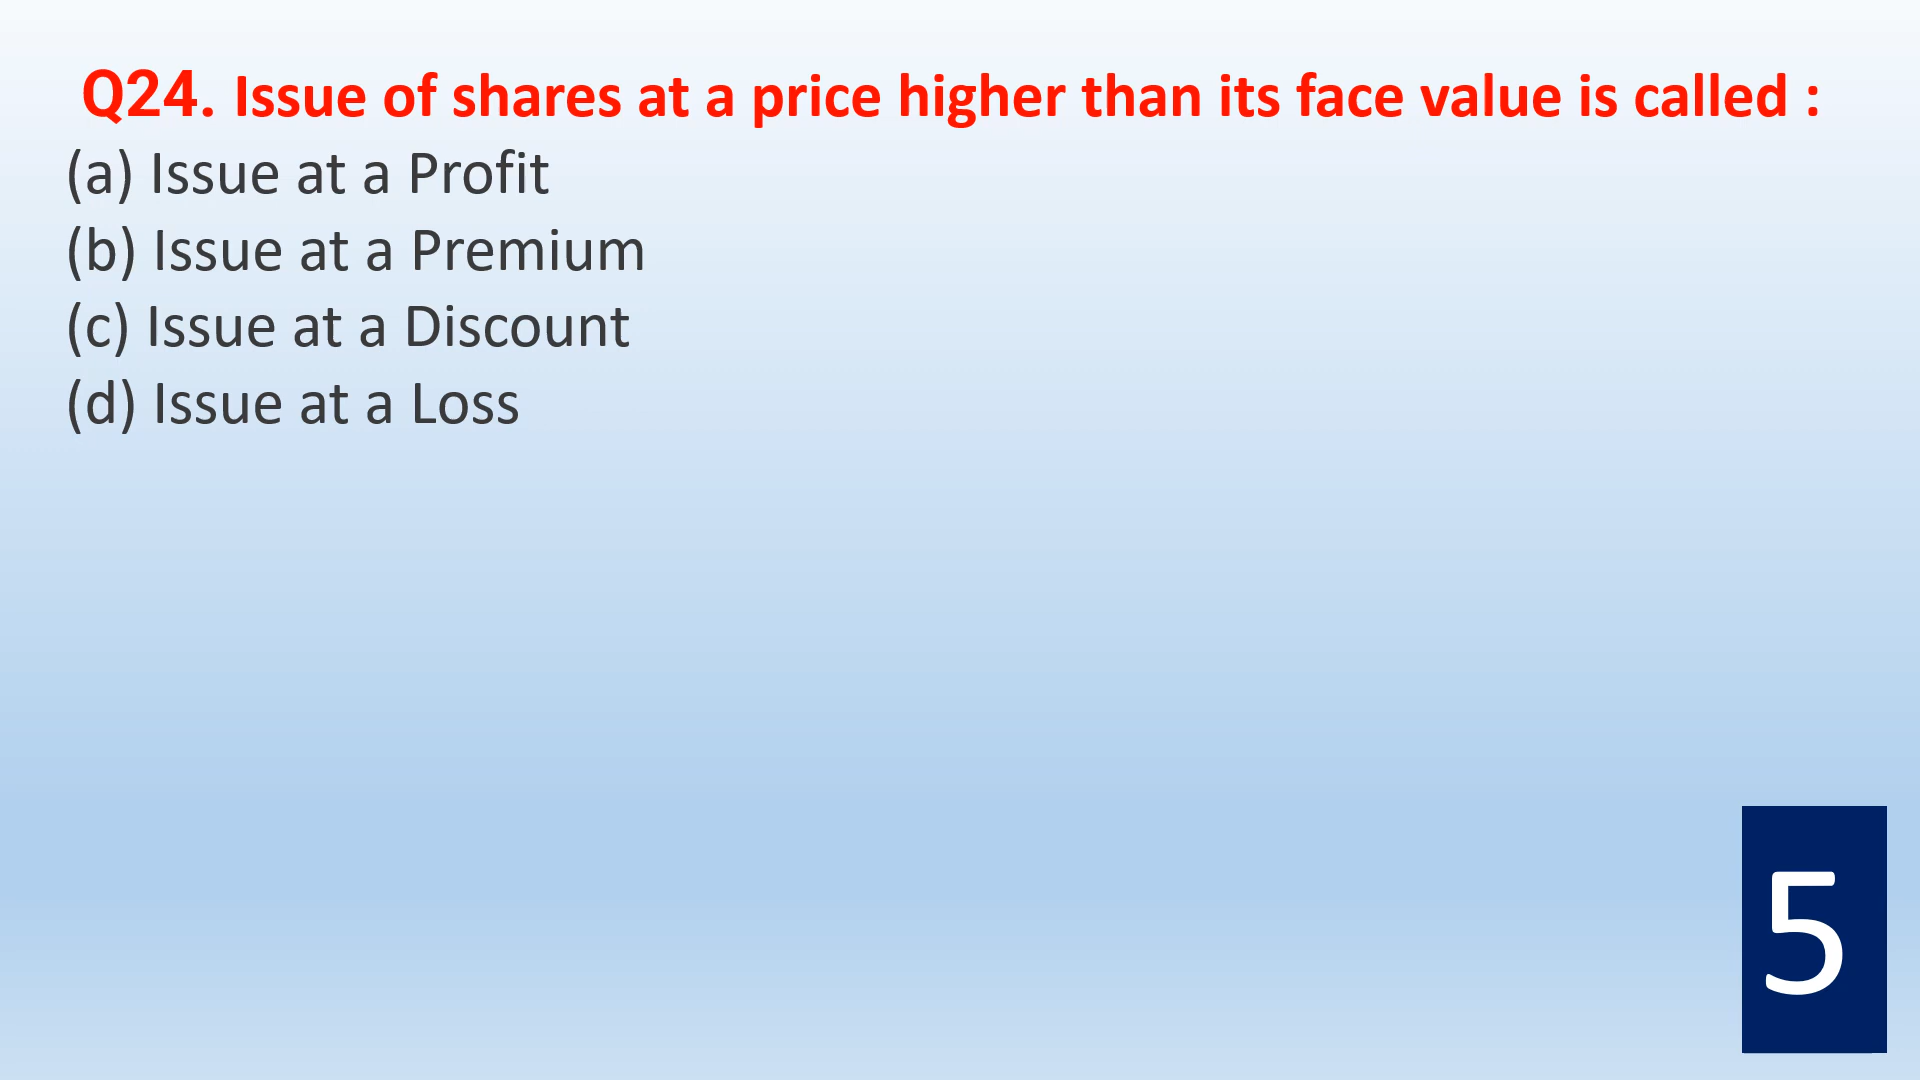 Q24. Issue of shares at a price higher than its face value is called :
(a) Issue at a Profit
(b) Issue at a Premium
(c) Issue at a Discount
(d) Issue at a Loss
5